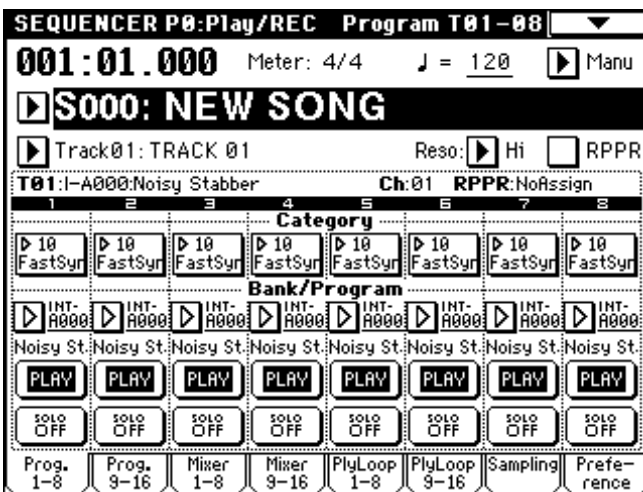 SEQUENCER P0:Play/REC Program T01-08
001:01.000 Meter: 4/4 ♩ = 120 Manu
S000: NEW SONG
Track01: TRACK 01 Reso: Hi RPPR
T01:I-A000:Noisy Stabber Ch:01 RPPR:NoAssign
1 2 3 4 5 6 7 8
Category
10 10 10 10 10 10 10 10
FastSyn FastSyn FastSyn FastSyn FastSyn FastSyn FastSyn FastSyn
Bank/Program
INT- INT- INT- INT- INT- INT- INT- INT-
A000 A000 A000 A000 A000 A000 A000 A000
Noisy St. Noisy St. Noisy St. Noisy St. Noisy St. Noisy St. Noisy St. Noisy St.
PLAY PLAY PLAY PLAY PLAY PLAY PLAY PLAY
SOLO SOLO SOLO SOLO SOLO SOLO SOLO SOLO
OFF OFF OFF OFF OFF OFF OFF OFF
Prog. Prog. Mixer Mixer PlyLoop PlyLoop Sampling Prefe-
1-8 9-16 1-8 9-16 1-8 9-16 rence